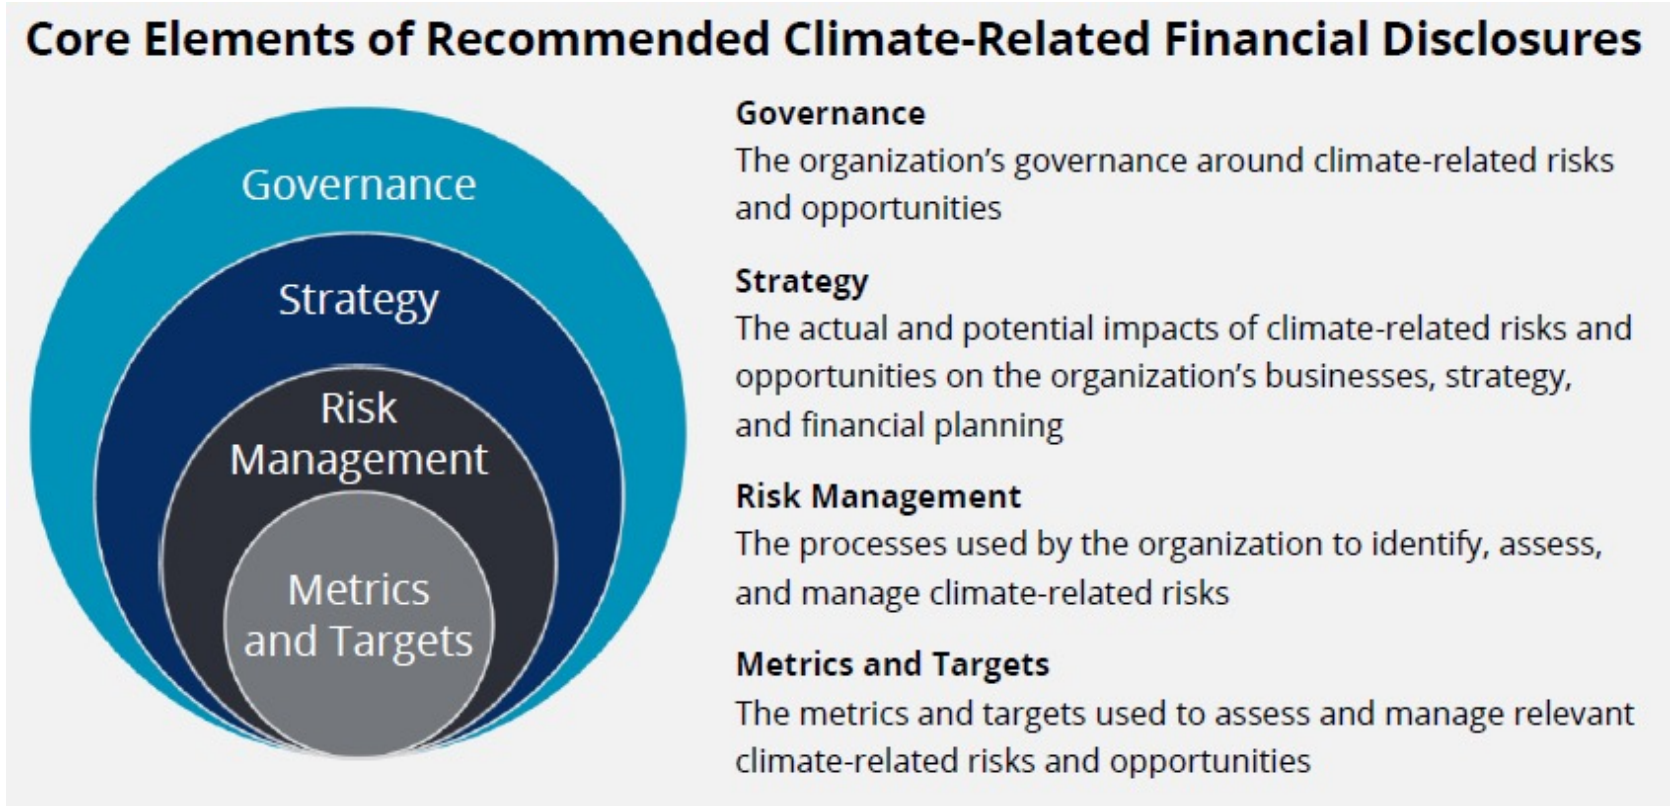 Core Elements of Recommended Climate-Related Financial Disclosures
Governance
Strategy
Risk
Management
Metrics
and Targets
Governance
The organization’s governance around climate-related risks
and opportunities
Strategy
The actual and potential impacts of climate-related risks and
opportunities on the organization’s businesses, strategy,
and financial planning
Risk Management
The processes used by the organization to identify, assess,
and manage climate-related risks
Metrics and Targets
The metrics and targets used to assess and manage relevant
climate-related risks and opportunities